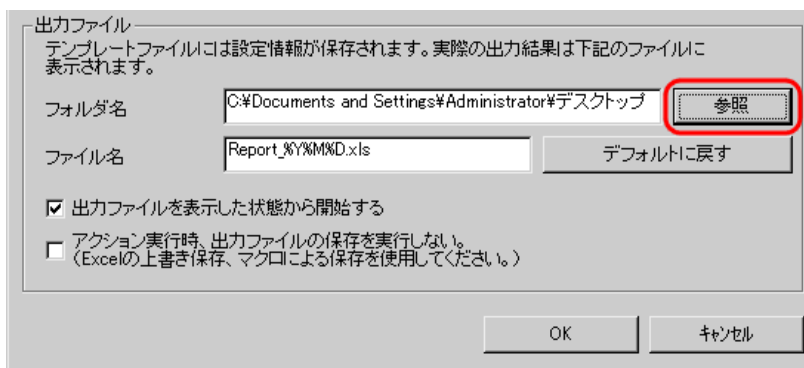 出力ファイル
テンプレートファイルには設定情報が保存されます。実際の出力結果は下記のファイルに
表示されます。
フォルダ名
C:¥Documents and Settings¥Administrator¥デスクトップ
参照
ファイル名
Report_%Y%M%D.xls
デフォルトに戻す
出力ファイルを表示した状態から開始する
アクション実行時、出力ファイルの保存を実行しない。
（Excelの上書き保存、マクロによる保存を使用してください。）
OK
キャンセル